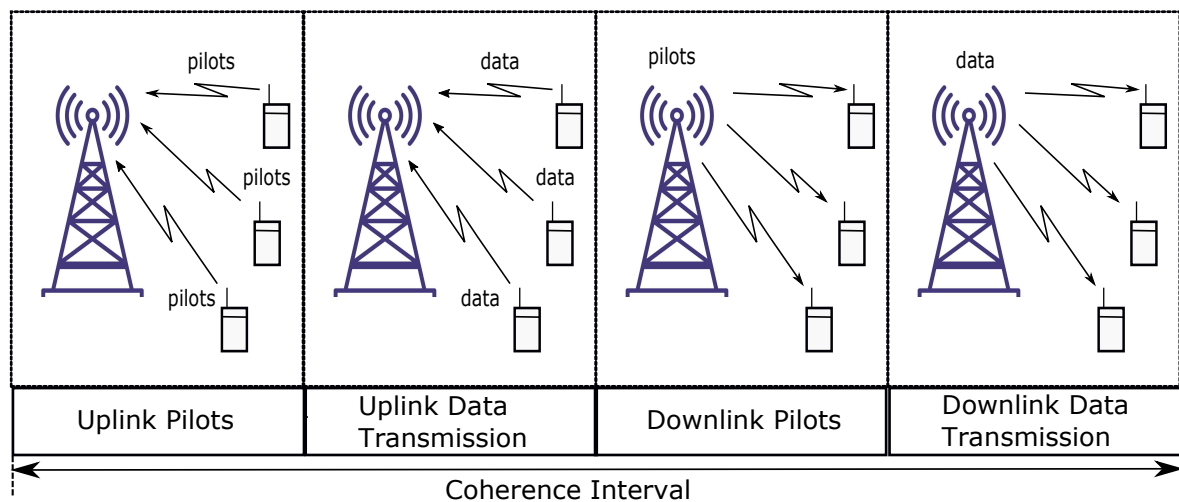 pilots
pilots
pilots
data
data
data
pilots
data
Uplink Pilots
Uplink Data
Transmission
Downlink Pilots
Downlink Data
Transmission
Coherence Interval